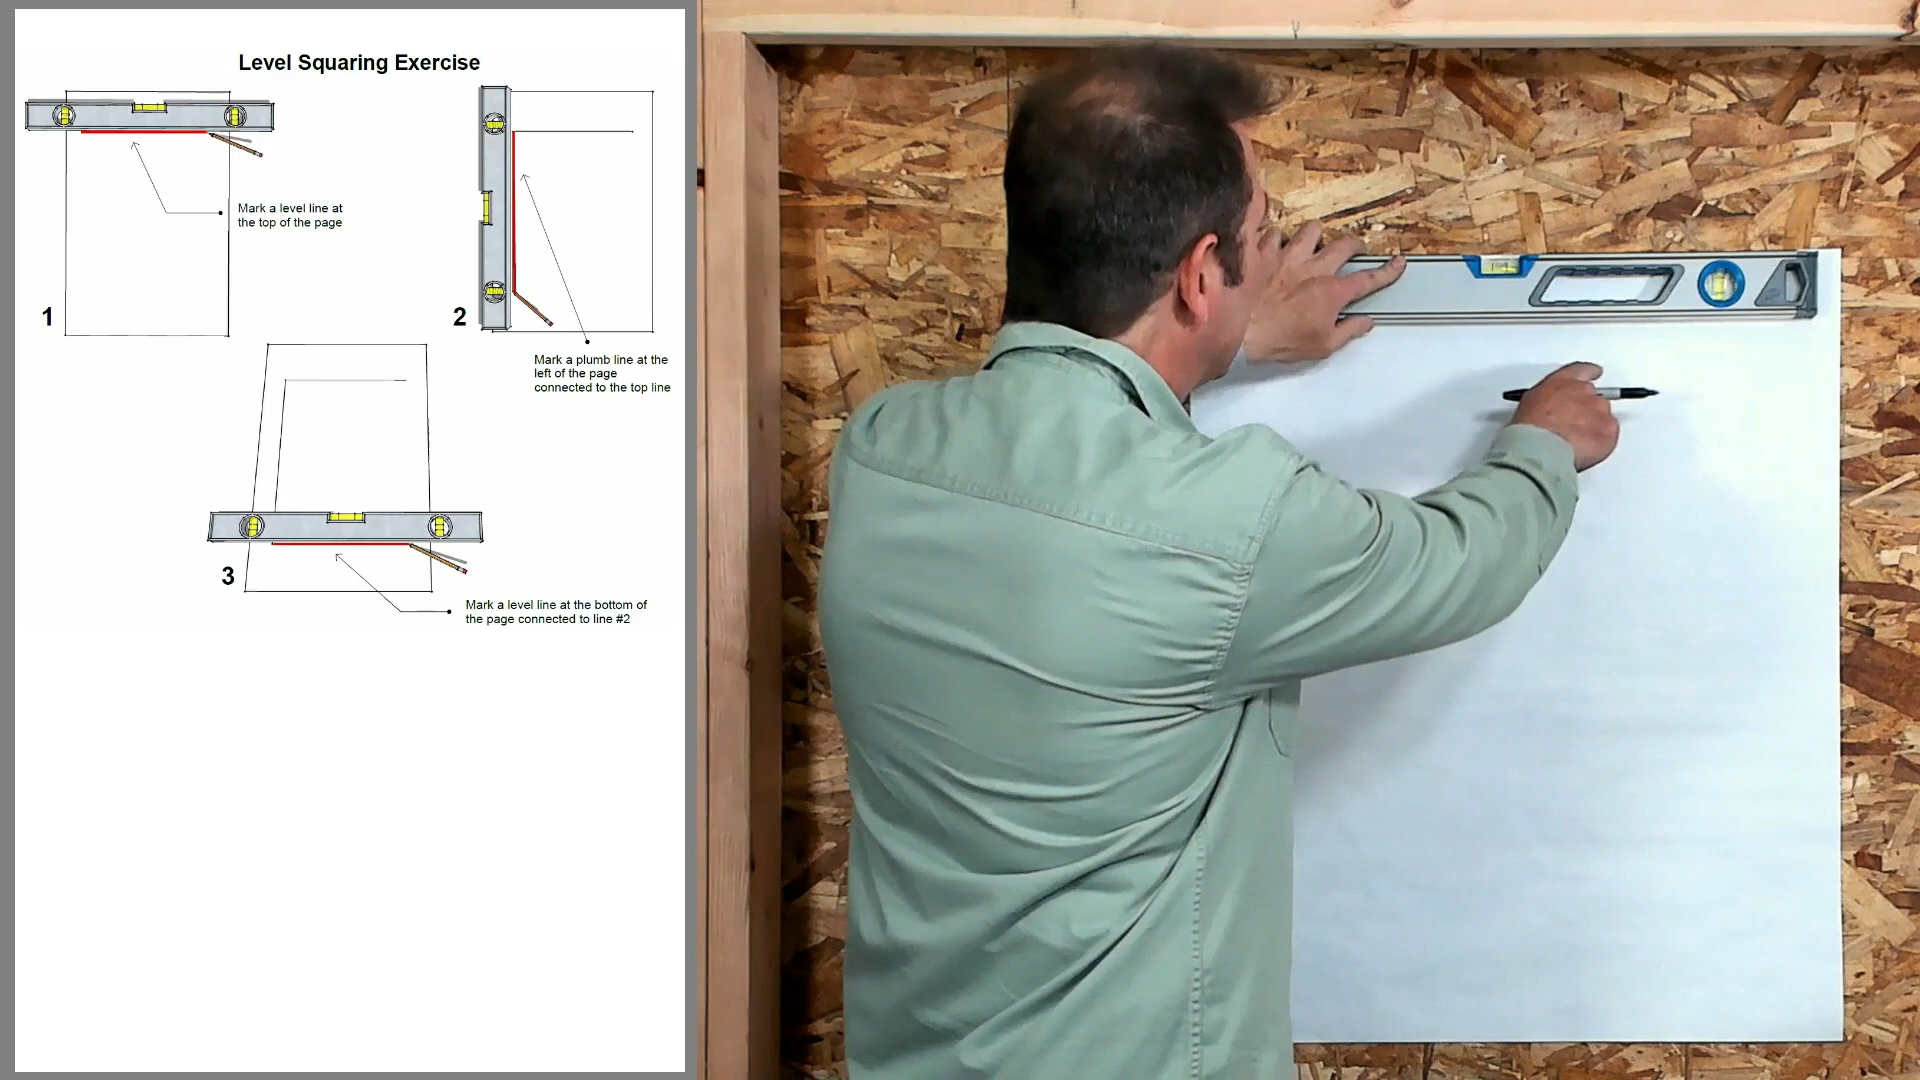 Level Squaring Exercise
Mark a level line at
the top of the page
1
2
Mark a plumb line at the
left of the page
connected to the top line
3
Mark a level line at the bottom of
the page connected to line #2